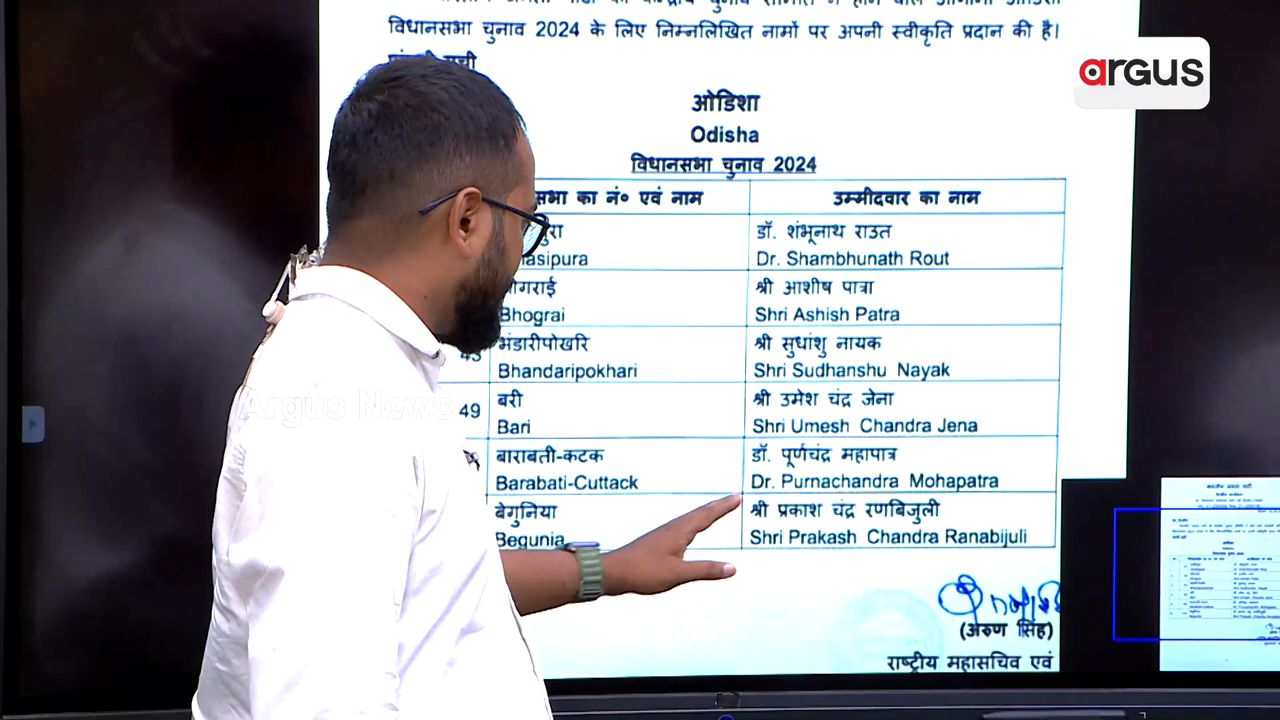 विधानसभा चुनाव 2024 के लिए निम्नलिखित नामों पर अपनी स्वीकृति प्रदान की है।
argus
ओडिशा
Odisha
विधानसभा चुनाव 2024
नं० एवं नाम उम्मीदवार का नाम
डॉ. शंभूनाथ राउत
Dr. Shambhunath Rout
श्री आशीष पात्रा
Bhograi Shri Ashish Patra
भंडारीपोखरि श्री सुधांशु नायक
Bhandaripokhari Shri Sudhanshu Nayak
49 बरी श्री उमेश चंद्र जेना
Bari Shri Umesh Chandra Jena
Argus News
बाराबती-कटक डॉ. पूर्णचंद्र महापात्र
Barabati-Cuttack Dr. Purnachandra Mohapatra
बेगुनिया श्री प्रकाश चंद्र रणबिजुली
Begunia Shri Prakash Chandra Ranabijuli
(अरुण सिंह)
राष्ट्रीय महासचिव एवं